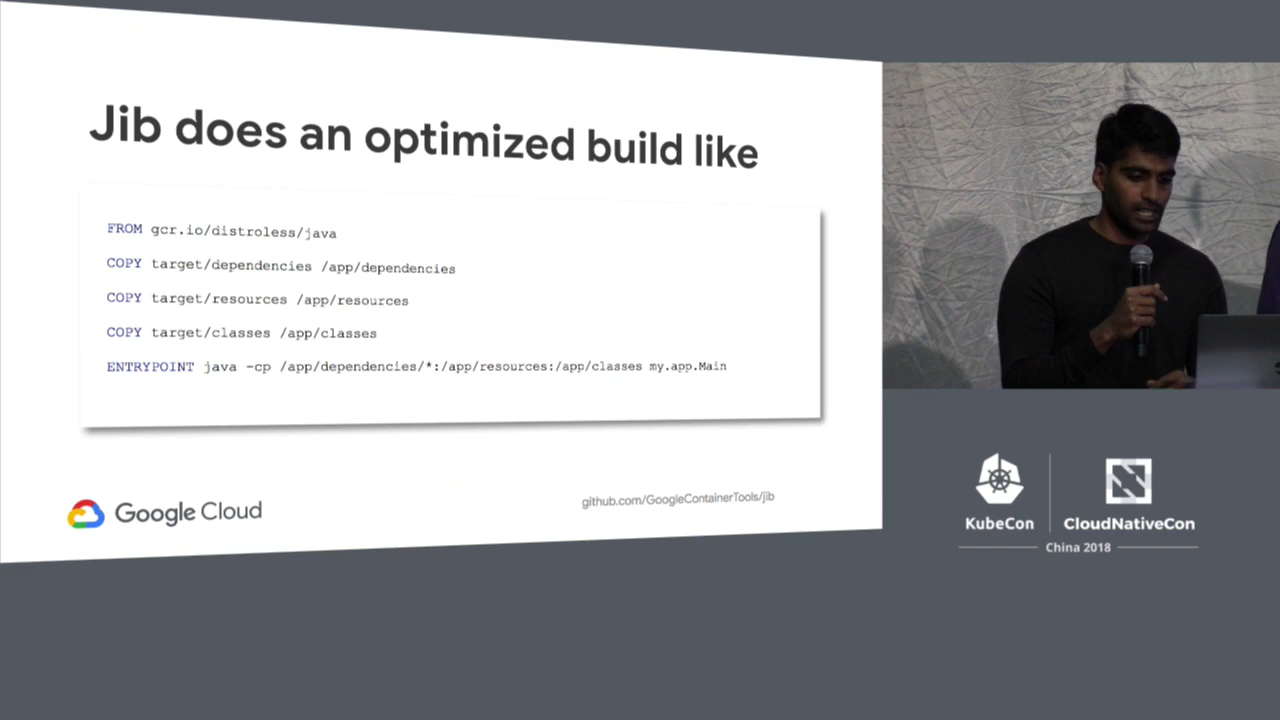 Jib does an optimized build like
FROM gcr.io/distroless/java
COPY target/dependencies /app/dependencies
COPY target/resources /app/resources
COPY target/classes /app/classes
ENTRYPOINT java -cp /app/dependencies/*:/app/resources:/app/classes my.app.Main
Google Cloud
github.com/GoogleContainerTools/jib
KubeCon
CloudNativeCon
China 2018